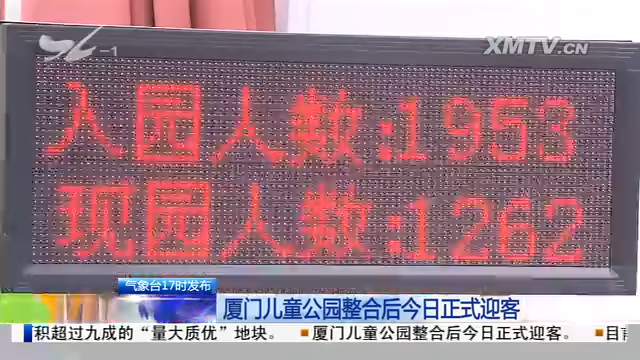 -1
XMTV.CN
入园人数:1953
现园人数:1262
气象台17时发布
厦门儿童公园整合后今日正式迎客
积超过九成的“量大质优”地块。 ■厦门儿童公园整合后今日正式迎客。 ■目前